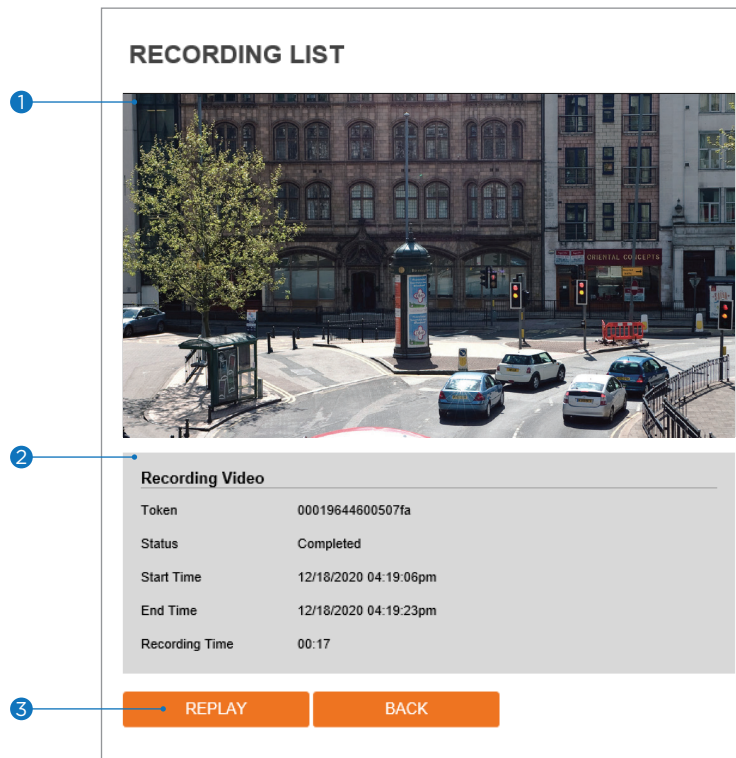 RECORDING LIST
1
ORIENTAL CONCEPTS
2
Recording Video
Token 00019644600507fa
Status Completed
Start Time 12/18/2020 04:19:06pm
End Time 12/18/2020 04:19:23pm
Recording Time 00:17
3 REPLAY BACK